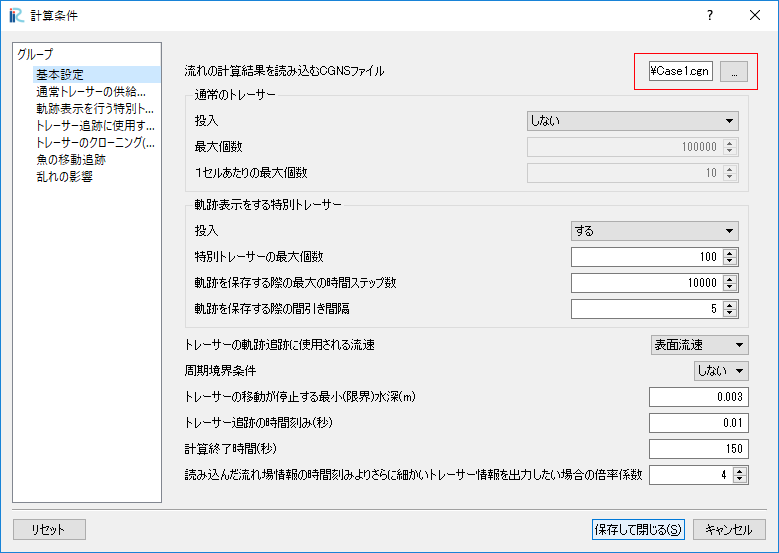 計算条件
グループ
基本設定
通常トレーサーの供給...
軌跡表示を行う特別ト...
トレーサー追跡に使用す...
トレーサーのクローニング(...
魚の移動追跡
乱れの影響
流れの計算結果を読み込むCGNSファイル
¥Case1.cgn
...
通常のトレーサー
投入
しない
最大個数
100000
1セルあたりの最大個数
10
軌跡表示をする特別トレーサー
投入
する
特別トレーサーの最大個数
100
軌跡を保存する際の最大の時間ステップ数
10000
軌跡を保存する際の間引き間隔
5
トレーサーの軌跡追跡に使用される流速
表面流速
周期境界条件
しない
トレーサーの移動が停止する最小(限界)水深(m)
0.003
トレーサー追跡の時間刻み(秒)
0.01
計算終了時間(秒)
150
読み込んだ流れ場情報の時間刻みよりさらに細かいトレーサー情報を出力したい場合の倍率係数
4
リセット
保存して閉じる(S)
キャンセル